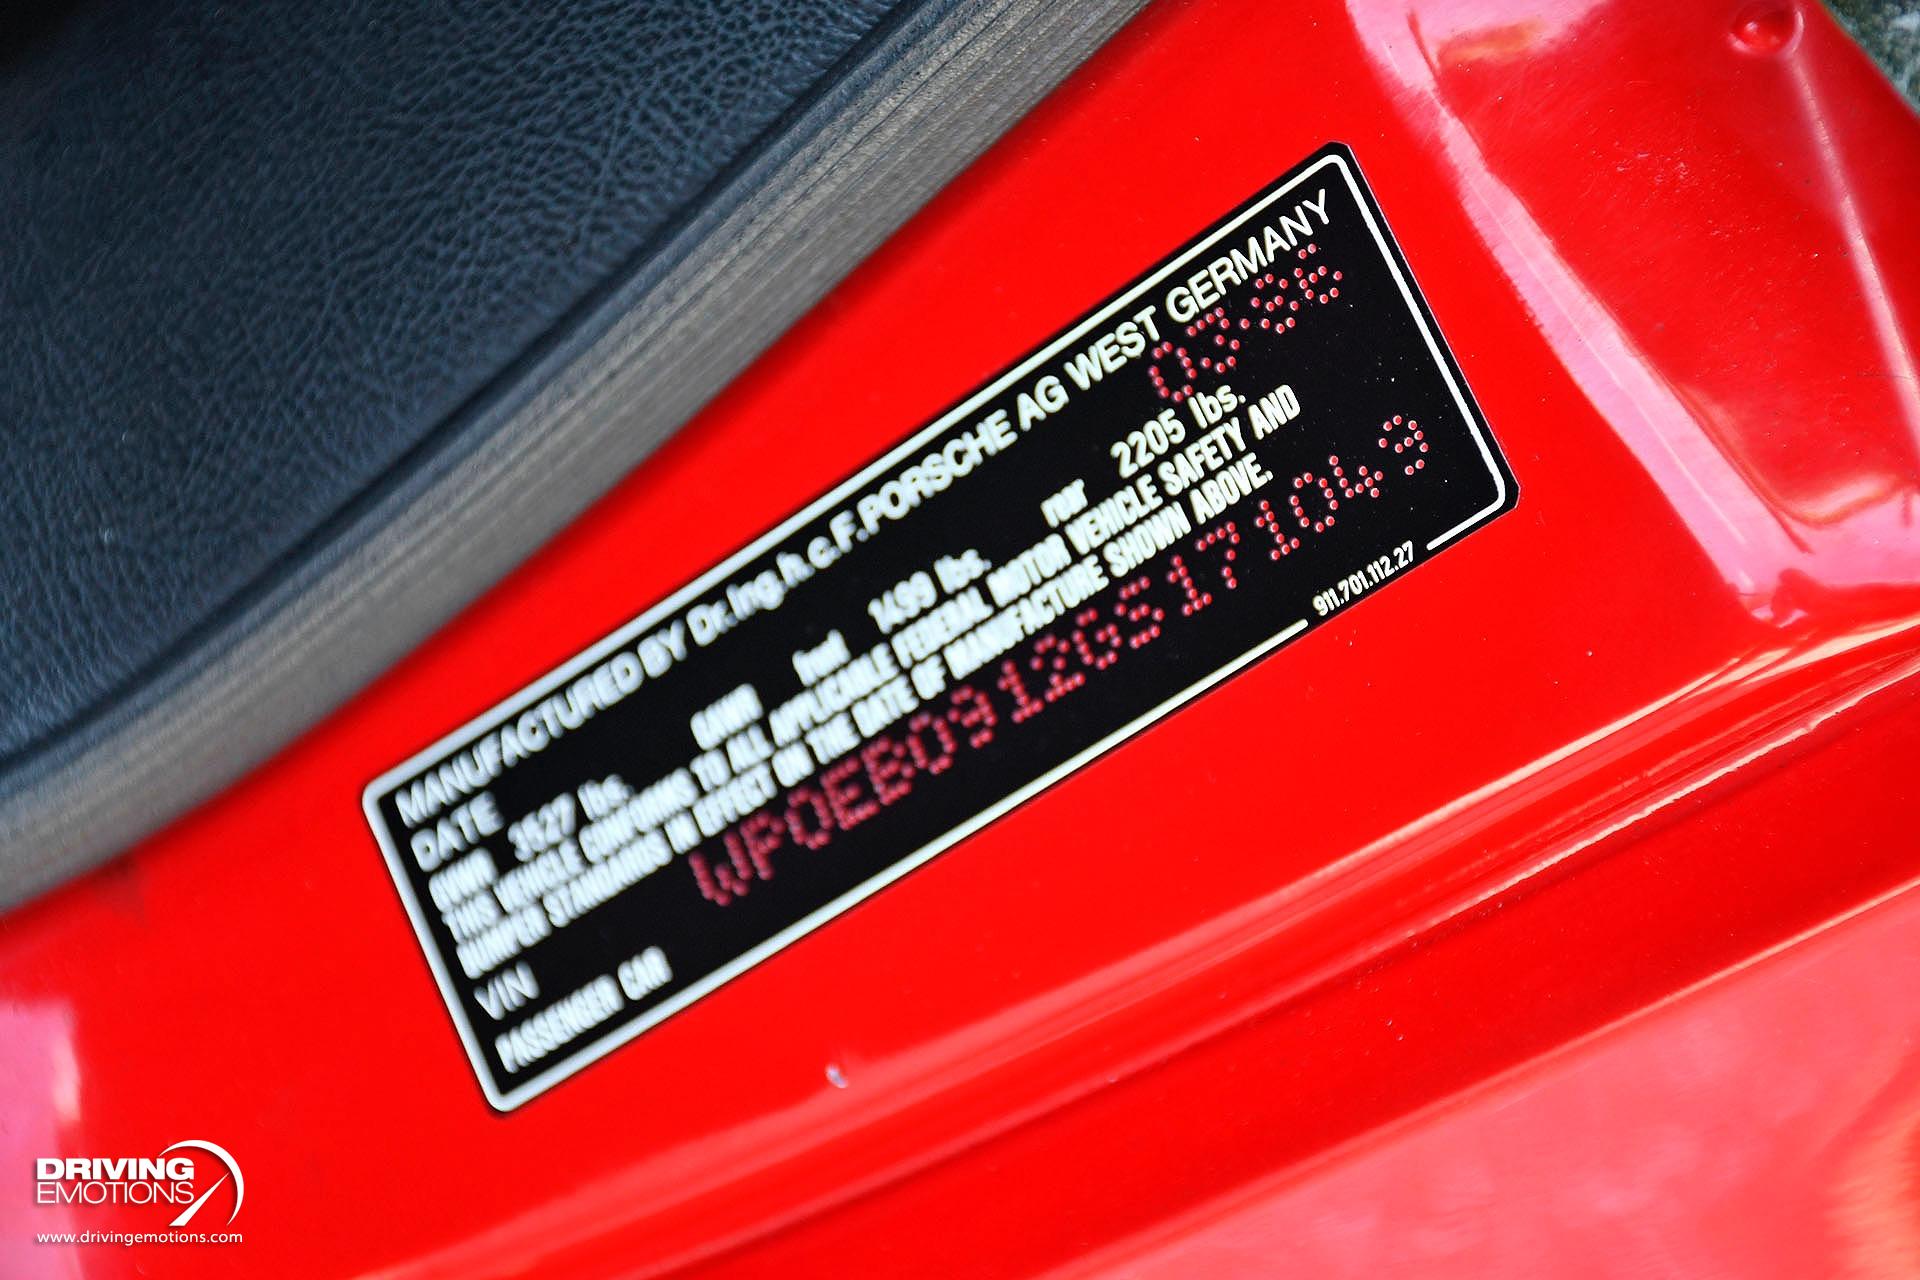 MANUFACTURED BY Dr.Ing.h.c.F.PORSCHE AG WEST GERMANY
DATE 03·86
GVWR 3527 lbs. GAWR front 1499 lbs. rear 2205 lbs.
THIS VEHICLE CONFORMS TO ALL APPLICABLE FEDERAL MOTOR VEHICLE SAFETY AND
BUMPER STANDARDS IN EFFECT ON THE DATE OF MANUFACTURE SHOWN ABOVE.
VIN WP0EB0912GS171049
PASSENGER CAR
911.701.112.27
DRIVING
EMOTIONS
www.drivingemotions.com